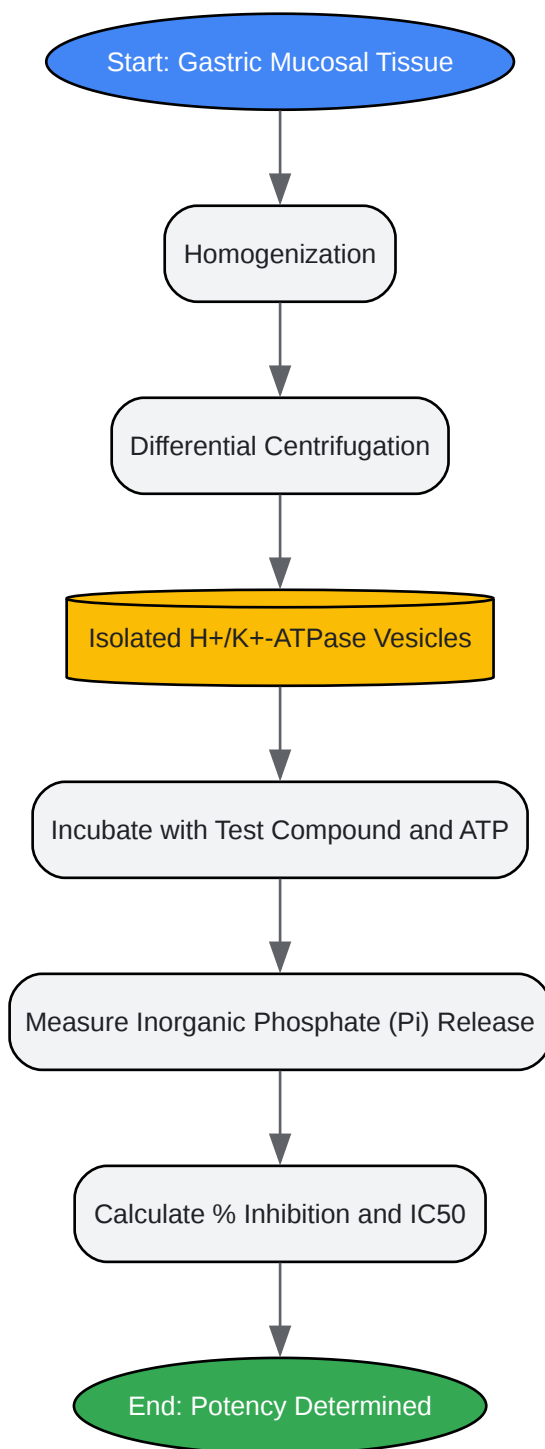 Start: Gastric Mucosal Tissue
Homogenization
Differential Centrifugation
Isolated H+/K+-ATPase Vesicles
Incubate with Test Compound and ATP
Measure Inorganic Phosphate (Pi) Release
Calculate % Inhibition and IC50
End: Potency Determined